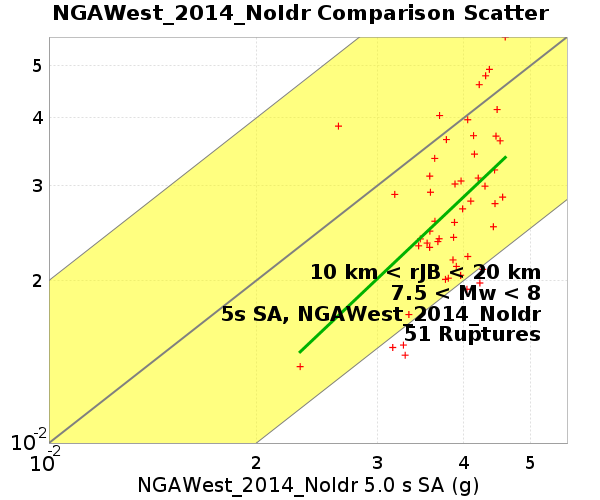 NGAWest_2014_NoIdr Comparison Scatter
5
4
3
2
10 km < rJB < 20 km
7.5 < Mw < 8
5s SA, NGAWest_2014_NoIdr
51 Ruptures
10-2
10-2
2
3
4
5
NGAWest_2014_NoIdr 5.0 s SA (g)